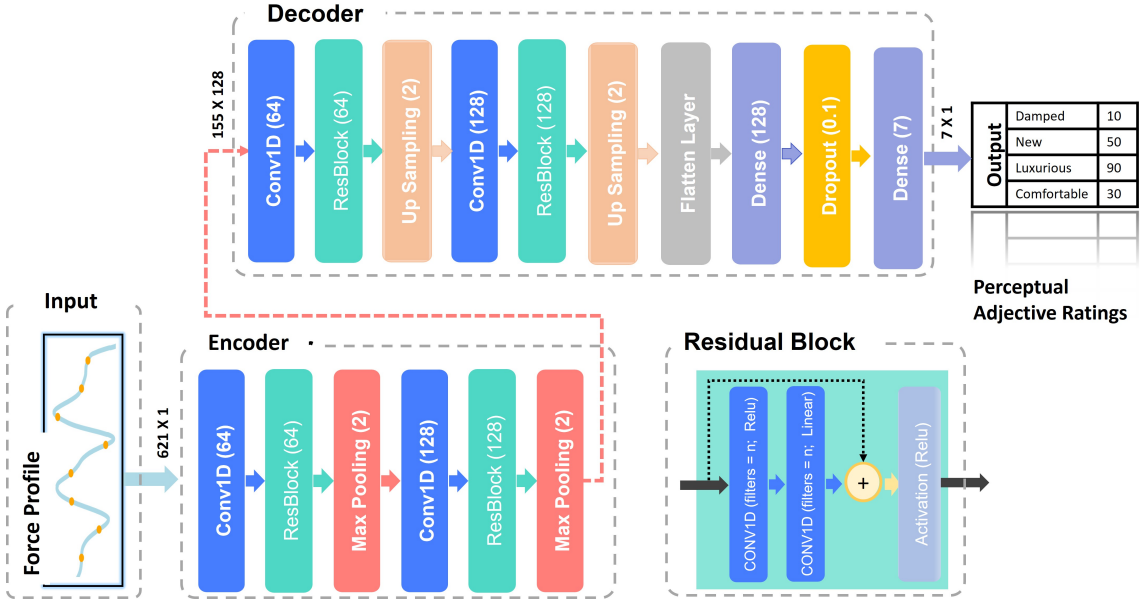 Decoder
155 X 128
Conv1D (64)
ResBlock (64)
Up Sampling (2)
Conv1D (128)
ResBlock (128)
Up Sampling (2)
Flatten Layer
Dense (128)
Dropout (0.1)
Dense (7)
7 X 1
Output
Damped 10
New 50
Luxurious 90
Comfortable 30
Perceptual
Adjective Ratings
Input
Force Profile
621 X 1
Encoder
Conv1D (64)
ResBlock (64)
Max Pooling (2)
Conv1D (128)
ResBlock (128)
Max Pooling (2)
Residual Block
CONV1D (filters = n; Relu)
CONV1D (filters = n; Linear)
+
Activation (Relu)